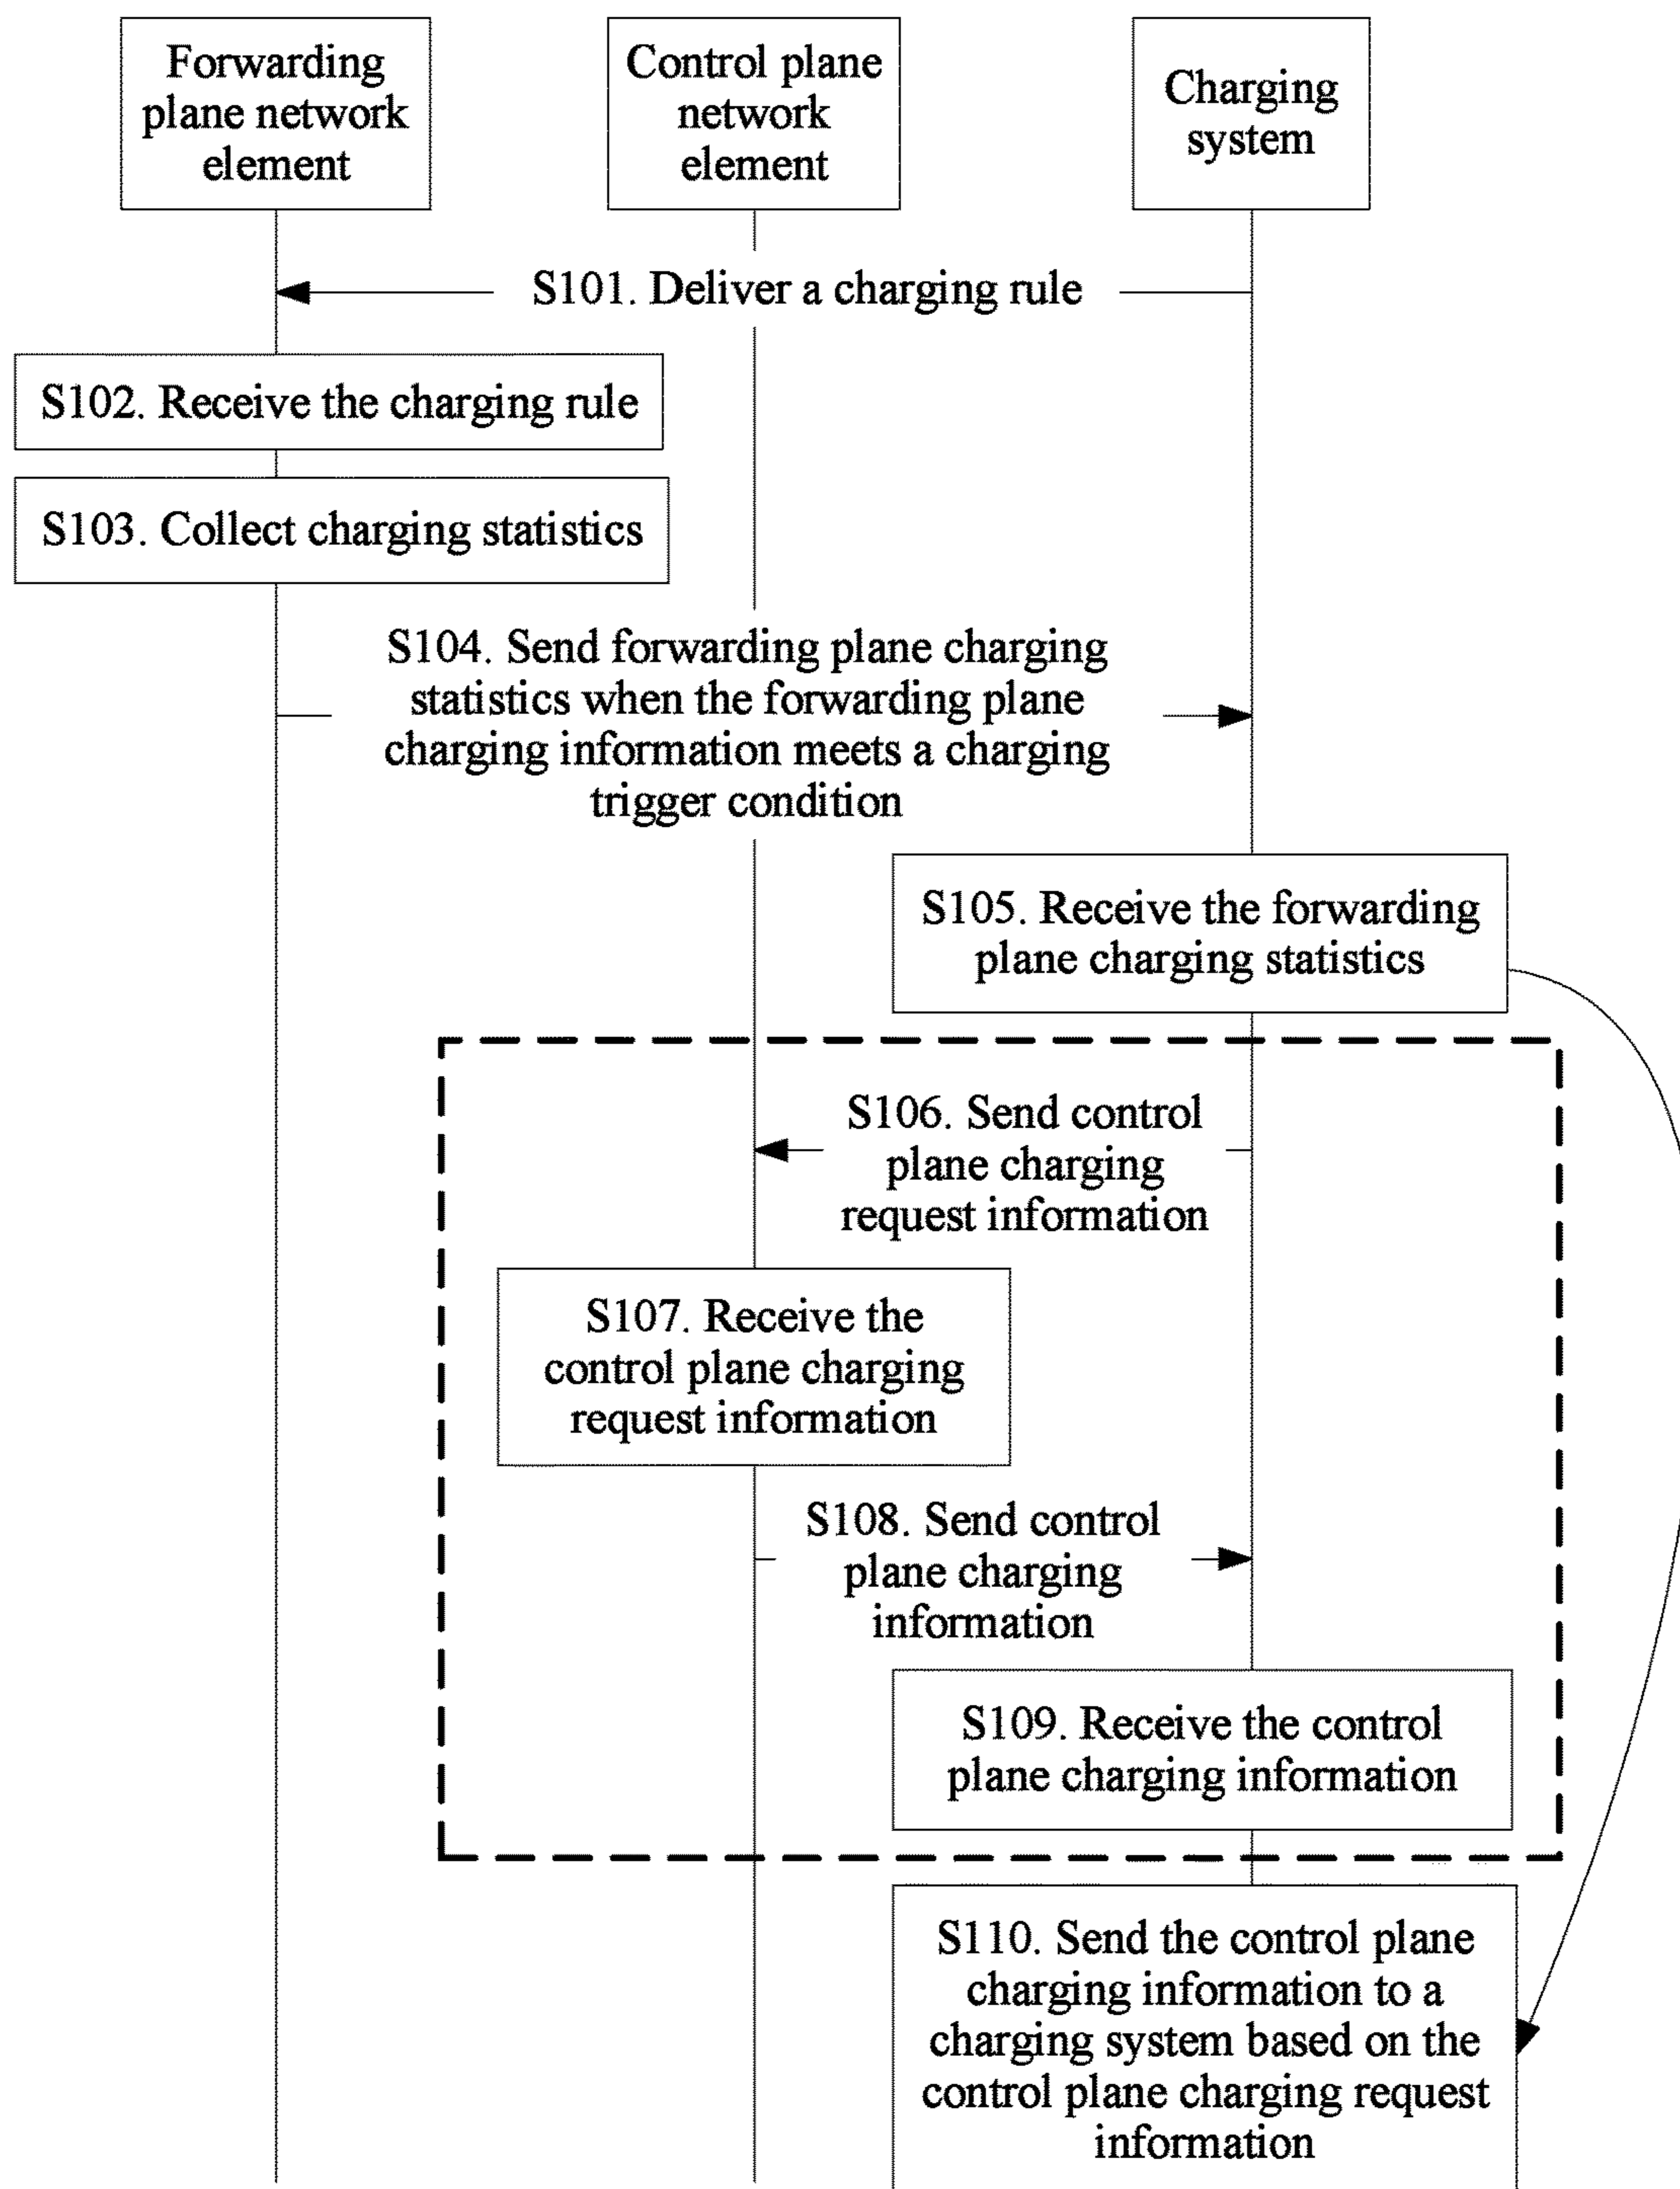 Forwarding
plane network
element
Control plane
network
element
Charging
system
S101. Deliver a charging rule
S102. Receive the charging rule
S103. Collect charging statistics
S104. Send forwarding plane charging
statistics when the forwarding plane
charging information meets a charging
trigger condition
S105. Receive the forwarding
plane charging statistics
S106. Send control
plane charging
request information
S107. Receive the
control plane charging
request information
S108. Send control
plane charging
information
S109. Receive the control
plane charging information
S110. Send the control plane
charging information to a
charging system based on the
control plane charging request
information